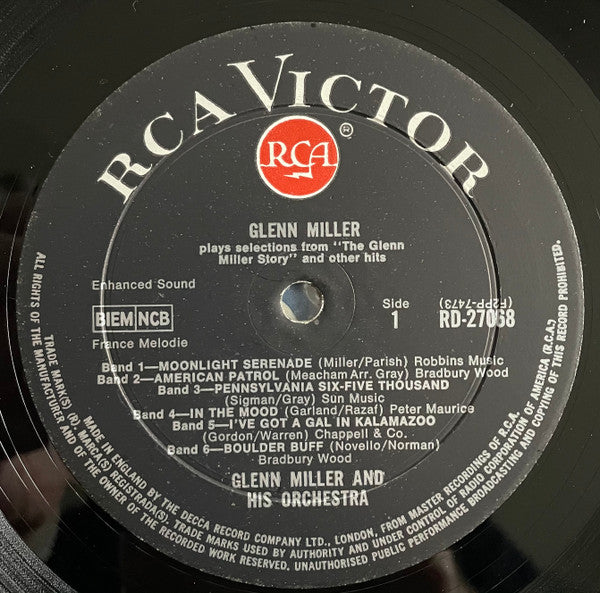 RCA VICTOR
RCA
®
GLENN MILLER
plays selections from "The Glenn
Miller Story" and other hits
Enhanced Sound
BIEM NCB
France Melodie
Side
1
(F2PP-7473)
RD-27068
Band 1—MOONLIGHT SERENADE (Miller/Parish) Robbins Music
Band 2—AMERICAN PATROL (Meacham Arr. Gray) Bradbury Wood
Band 3—PENNSYLVANIA SIX-FIVE THOUSAND
(Sigman/Gray) Sun Music
Band 4—IN THE MOOD (Garland/Razaf) Peter Maurice
Band 5—I'VE GOT A GAL IN KALAMAZOO
(Gordon/Warren) Chappell & Co.
Band 6—BOULDER BUFF (Novello/Norman)
Bradbury Wood
GLENN MILLER AND
HIS ORCHESTRA
MADE IN ENGLAND BY THE DECCA RECORD COMPANY LTD., LONDON, FROM MASTER RECORDINGS OF R.C.A.
TRADE MARK(S) (R). MARCA(S) REGISTRADA(S). TRADE MARKS USED BY AUTHORITY AND UNDER CONTROL OF RADIO CORPORATION OF AMERICA (R.C.A.)
ALL RIGHTS OF THE MANUFACTURER AND OF THE OWNER OF THE RECORDED WORK RESERVED. UNAUTHORISED PUBLIC PERFORMANCE BROADCASTING AND COPYING OF THIS RECORD PROHIBITED.